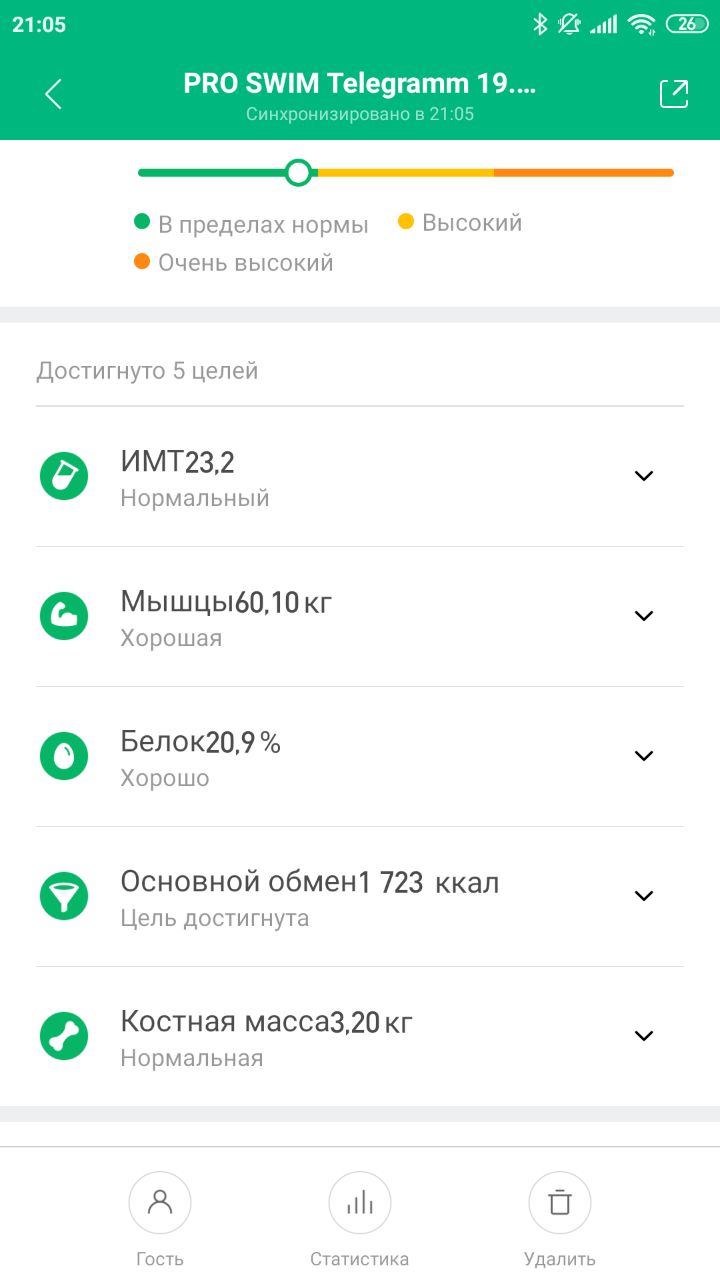 21:05
26
PRO SWIM Telegramm 19....
Синхронизировано в 21:05
В пределах нормы
Высокий
Очень высокий
Достигнуто 5 целей
ИМТ23,2
Нормальный
Мышцы60,10 кг
Хорошая
Белок20,9 %
Хорошо
Основной обмен1 723 ккал
Цель достигнута
Костная масса3,20 кг
Нормальная
Гость
Статистика
Удалить